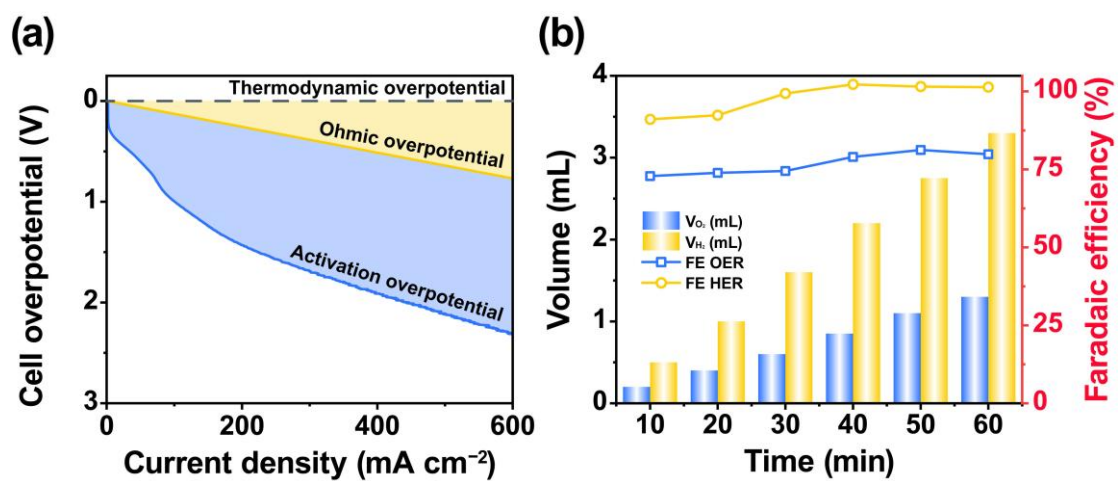 (a)
Cell overpotential (V)
0
1
2
3
Thermodynamic overpotential
Ohmic overpotential
Activation overpotential
0
200
400
600
Current density (mA cm⁻²)
(b)
Volume (mL)
4
3
2
1
0
V_O₂ (mL)
V_H₂ (mL)
FE OER
FE HER
10
20
30
40
50
60
Time (min)
100
75
50
25
0
Faradaic efficiency (%)